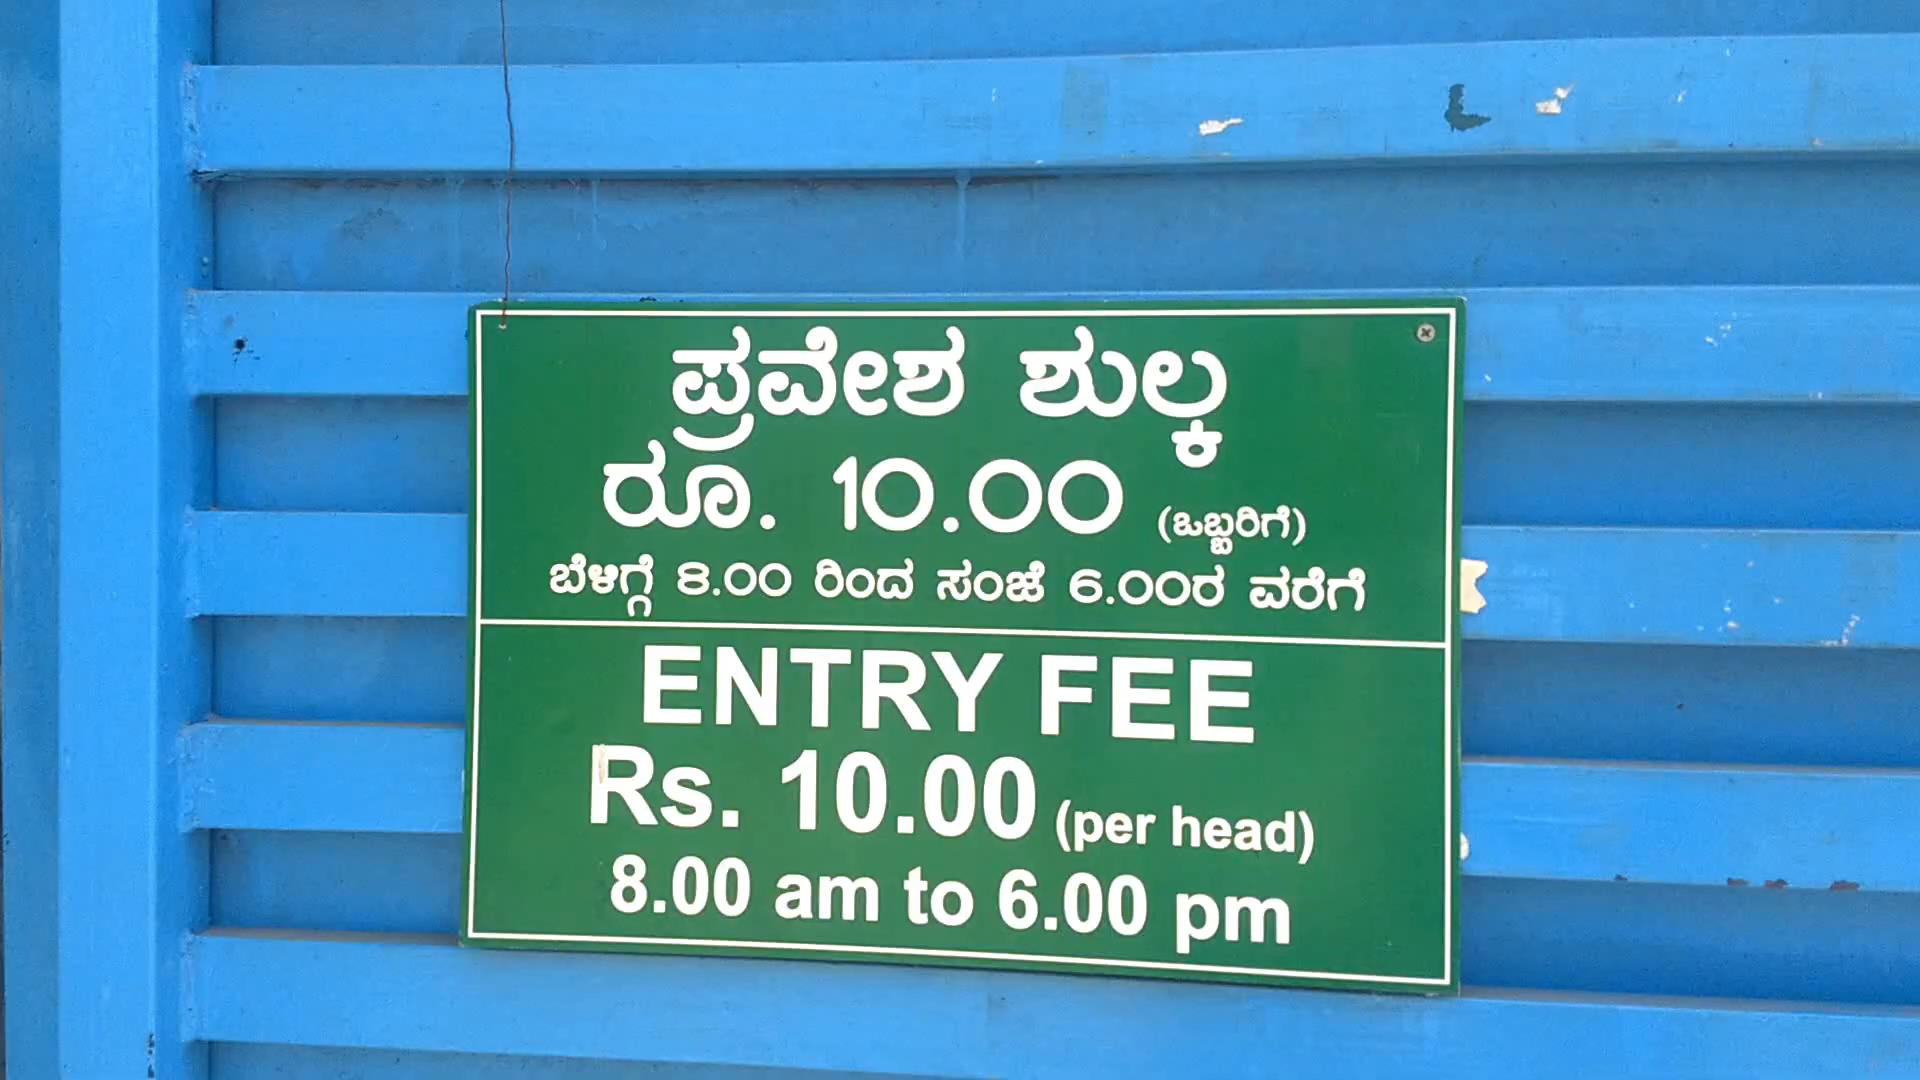 ಪ್ರವೇಶ ಶುಲ್ಕ
ರೂ. 10.00 (ಒಬ್ಬರಿಗೆ)
ಬೆಳಿಗ್ಗೆ 8.00 ರಿಂದ ಸಂಜೆ 6.00ರ ವರೆಗೆ
ENTRY FEE
Rs. 10.00 (per head)
8.00 am to 6.00 pm